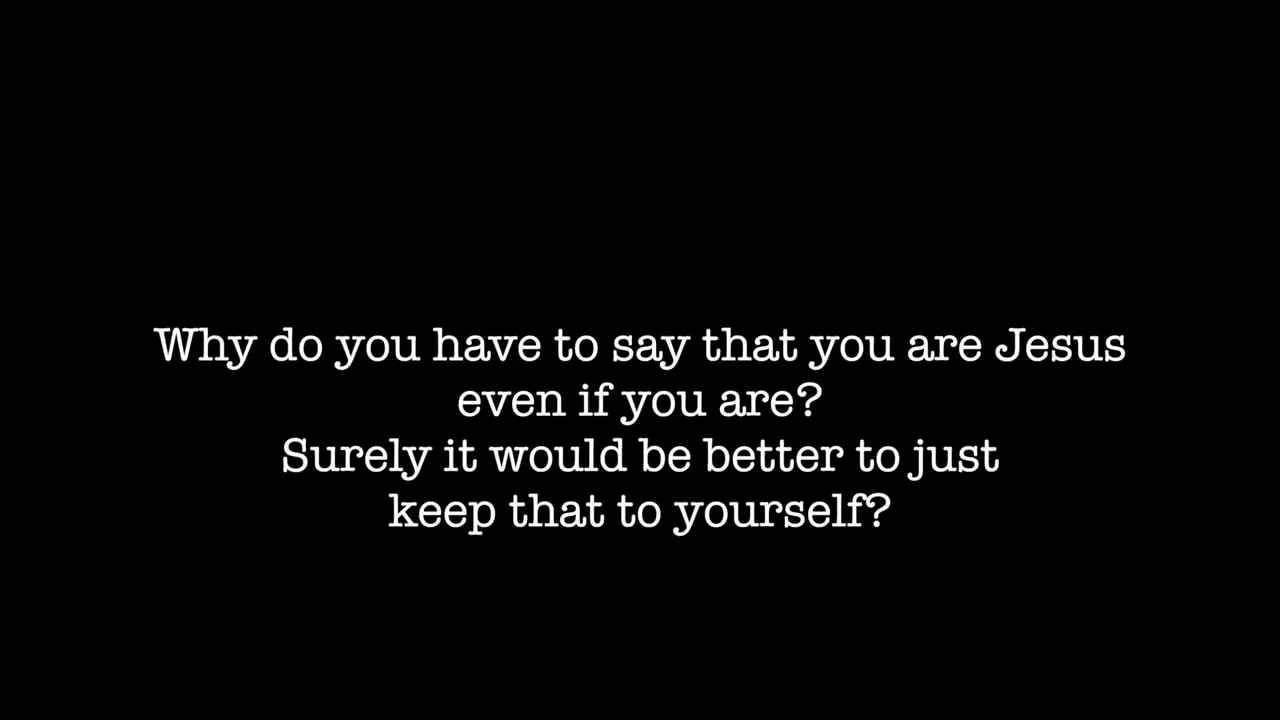 Why do you have to say that you are Jesus
even if you are?
Surely it would be better to just
keep that to yourself?